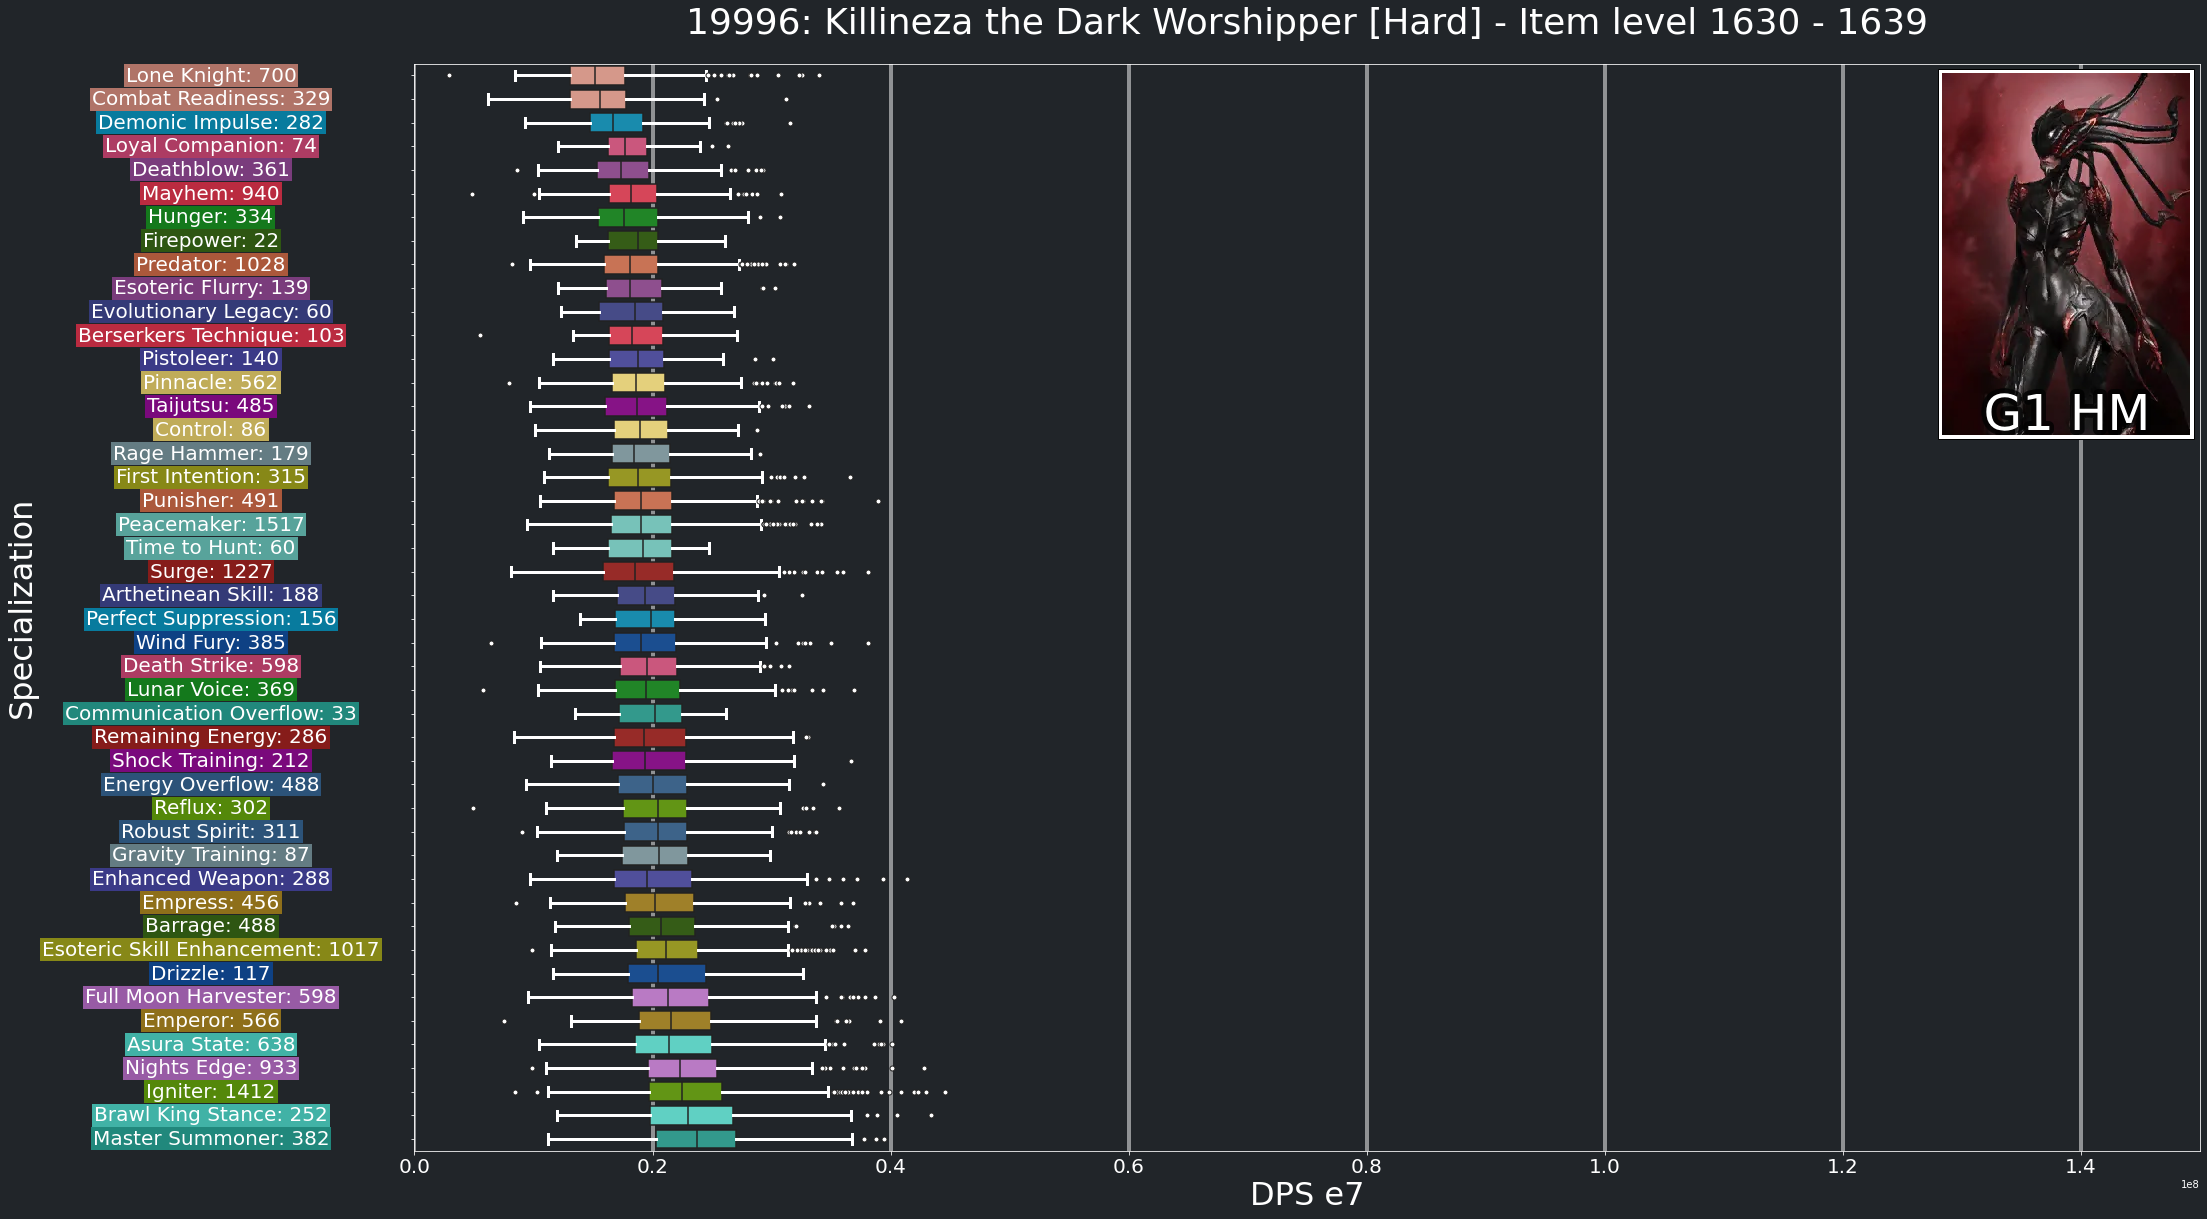 19996: Killineza the Dark Worshipper [Hard] - Item level 1630 - 1639
Lone Knight: 700
Combat Readiness: 329
Demonic Impulse: 282
Loyal Companion: 74
Deathblow: 361
Mayhem: 940
Hunger: 334
Firepower: 22
Predator: 1028
Esoteric Flurry: 139
Evolutionary Legacy: 60
Berserkers Technique: 103
Pistoleer: 140
Pinnacle: 562
Taijutsu: 485
Control: 86
Rage Hammer: 179
First Intention: 315
Punisher: 491
Peacemaker: 1517
Time to Hunt: 60
Surge: 1227
Arthetinean Skill: 188
Perfect Suppression: 156
Wind Fury: 385
Death Strike: 598
Lunar Voice: 369
Communication Overflow: 33
Remaining Energy: 286
Shock Training: 212
Energy Overflow: 488
Reflux: 302
Robust Spirit: 311
Gravity Training: 87
Enhanced Weapon: 288
Empress: 456
Barrage: 488
Esoteric Skill Enhancement: 1017
Drizzle: 117
Full Moon Harvester: 598
Emperor: 566
Asura State: 638
Nights Edge: 933
Igniter: 1412
Brawl King Stance: 252
Master Summoner: 382
Specialization
G1 HM
0.0 0.2 0.4 0.6 0.8 1.0 1.2 1.4
1e8
DPS e7